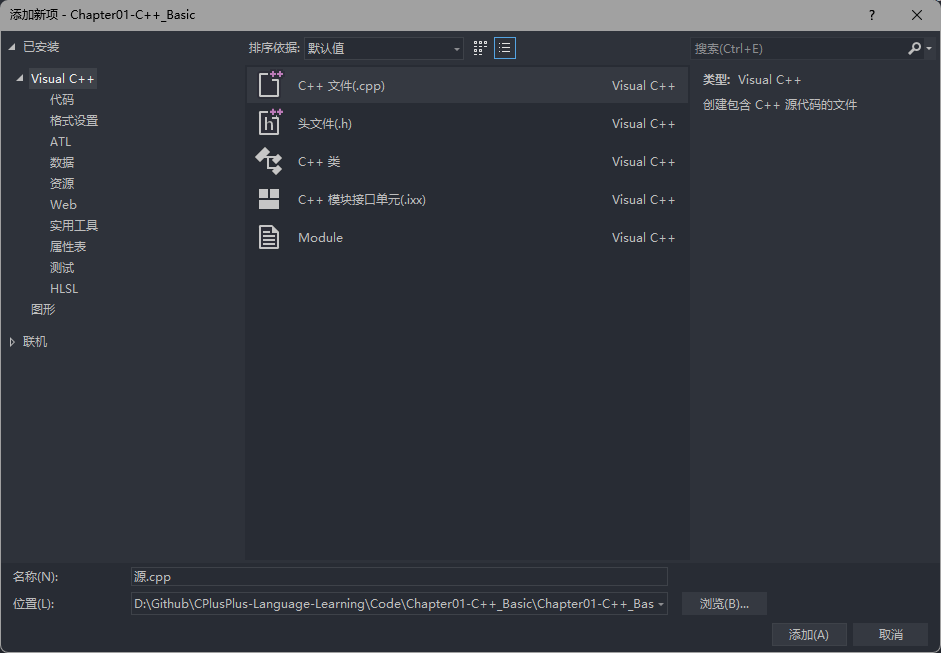 添加新项 - Chapter01-C++_Basic
?
已安装
Visual C++
代码
格式设置
ATL
数据
资源
Web
实用工具
属性表
测试
HLSL
图形
联机
排序依据: 默认值
C++ 文件(.cpp) Visual C++
头文件(.h) Visual C++
C++ 类 Visual C++
C++ 模块接口单元(.ixx) Visual C++
Module Visual C++
搜索(Ctrl+E)
类型: Visual C++
创建包含 C++ 源代码的文件
名称(N): 源.cpp
位置(L): D:\Github\CPlusPlus-Language-Learning\Code\Chapter01-C++_Basic\Chapter01-C++_Bas 浏览(B)...
添加(A) 取消